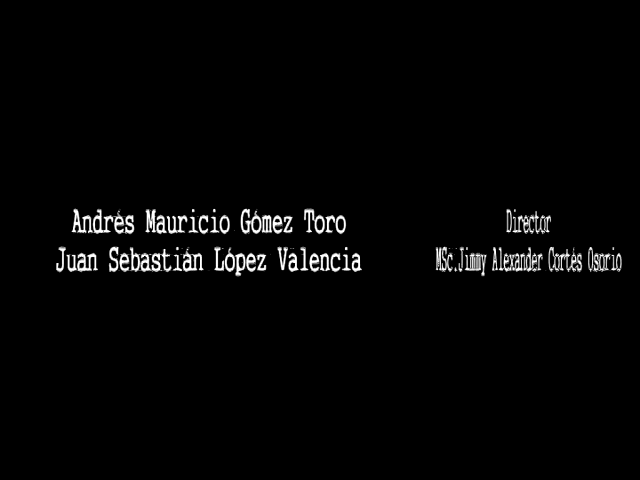 Andrés Mauricio Gómez Toro
Juan Sebastián López Valencia
Director
MSc.Jimmy Alexander Cortés Osorio